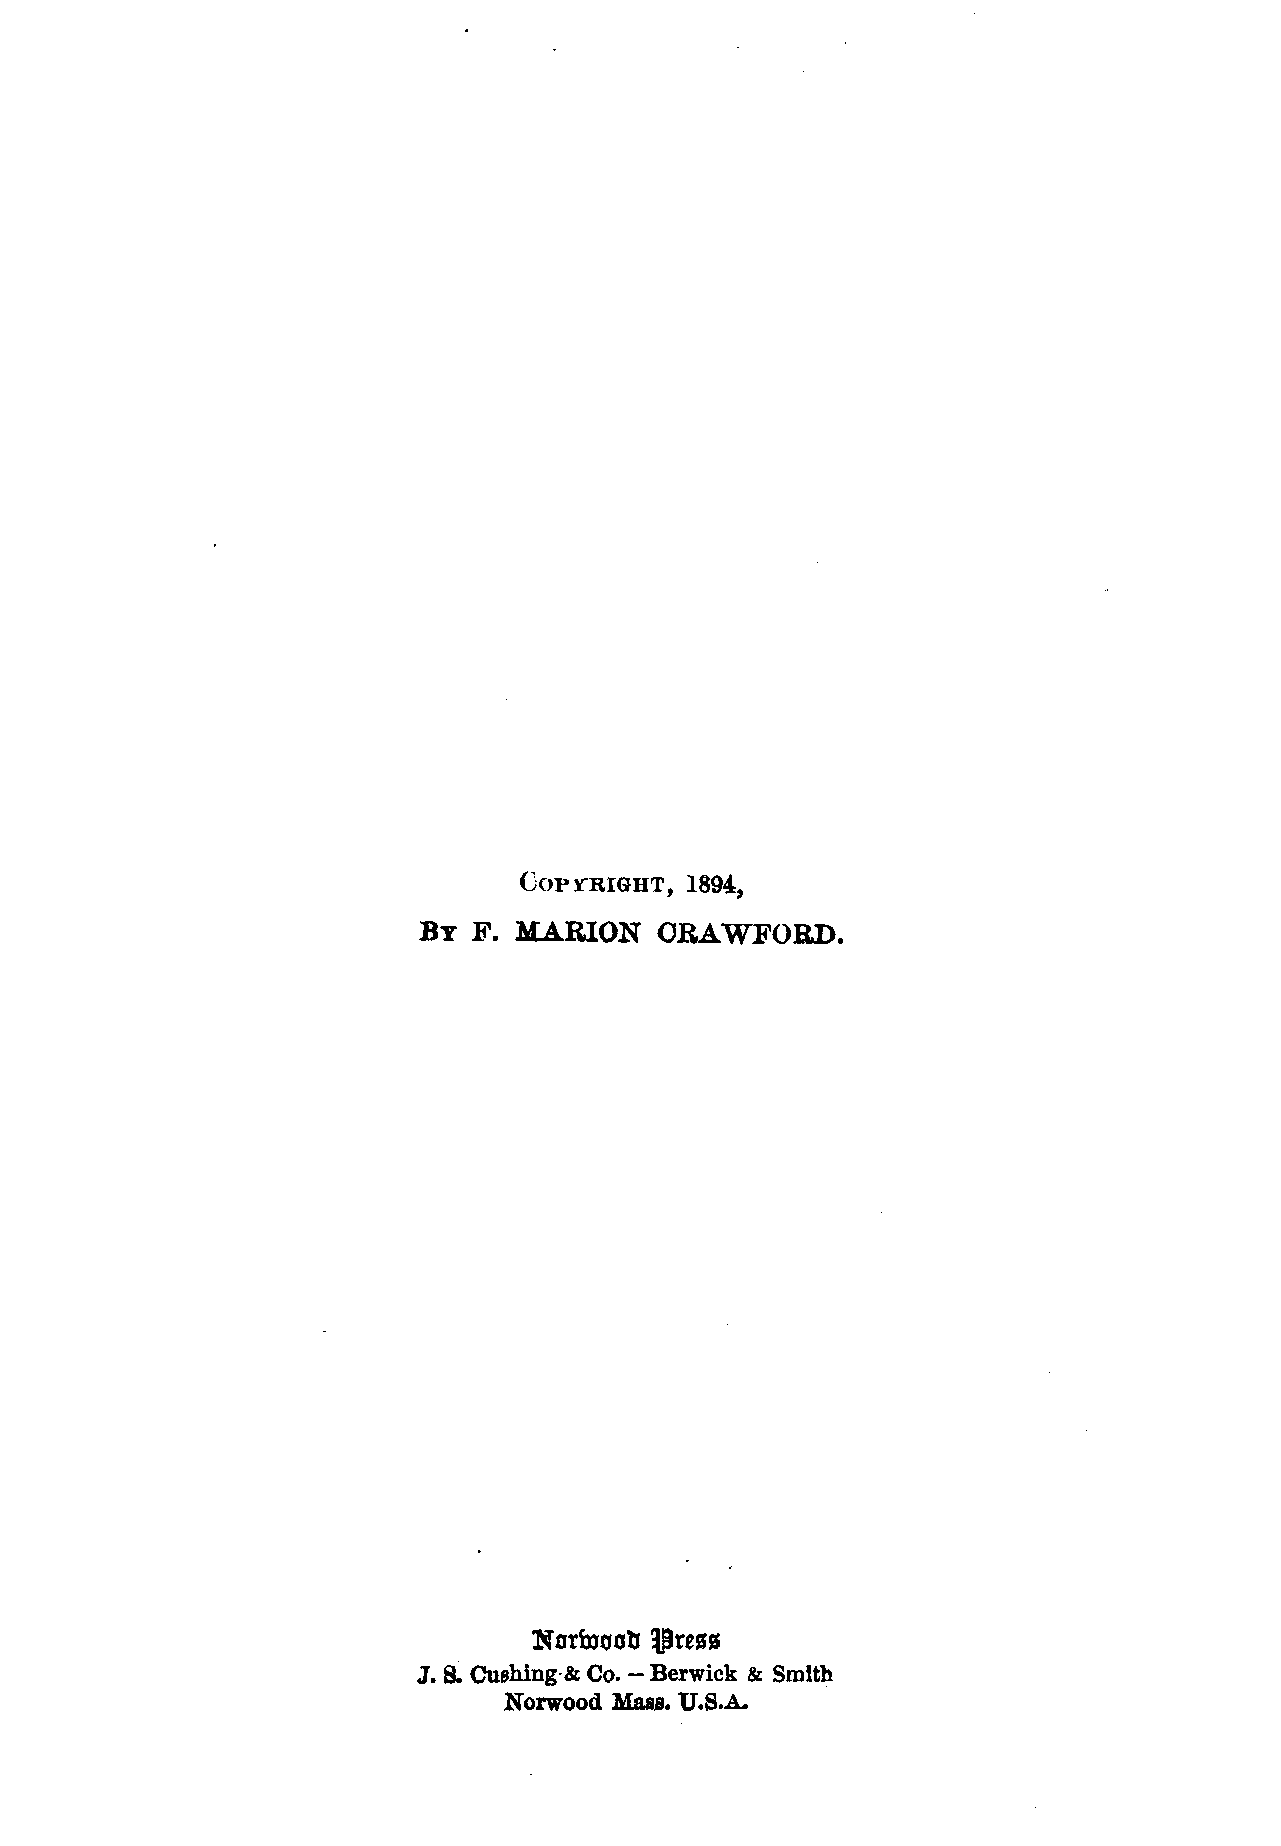 COPYRIGHT, 1894,
BY F. MARION CRAWFORD.
Norwood Press
J. S. Cushing & Co. – Berwick & Smith
Norwood Mass. U.S.A.